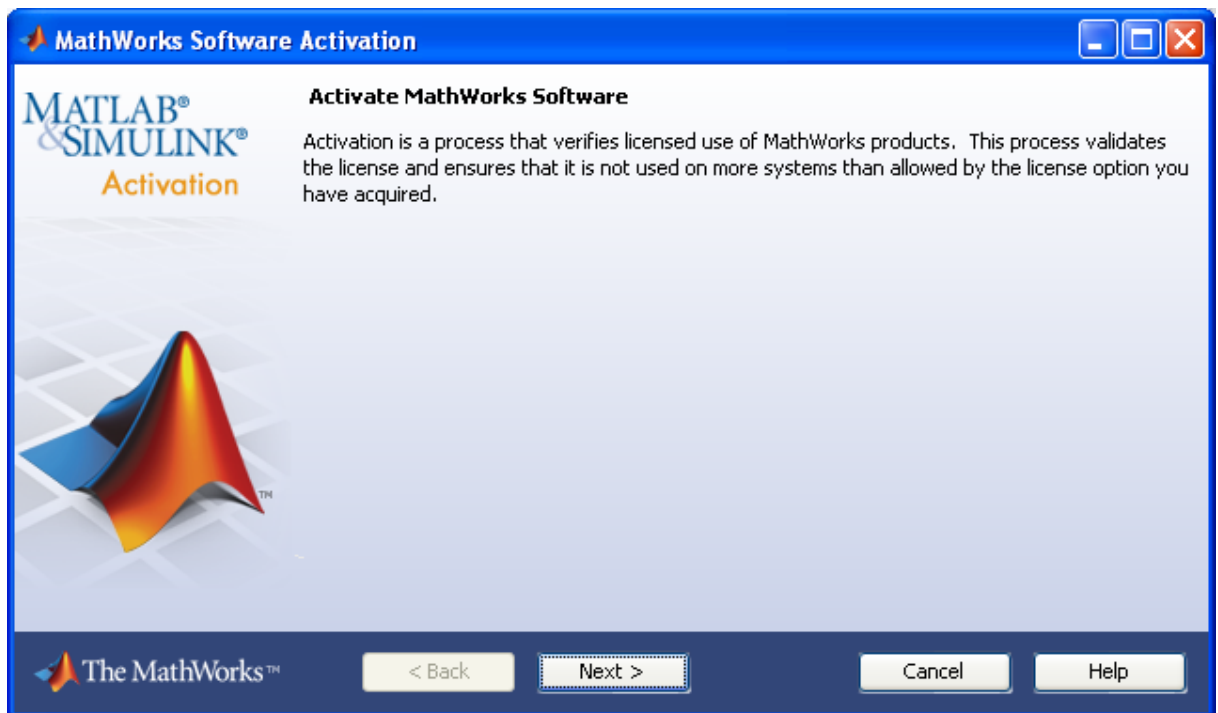 MathWorks Software Activation
MATLAB®
&SIMULINK®
Activation
Activate MathWorks Software
Activation is a process that verifies licensed use of MathWorks products. This process validates
the license and ensures that it is not used on more systems than allowed by the license option you
have acquired.
TM
The MathWorks™
< Back
Next >
Cancel
Help